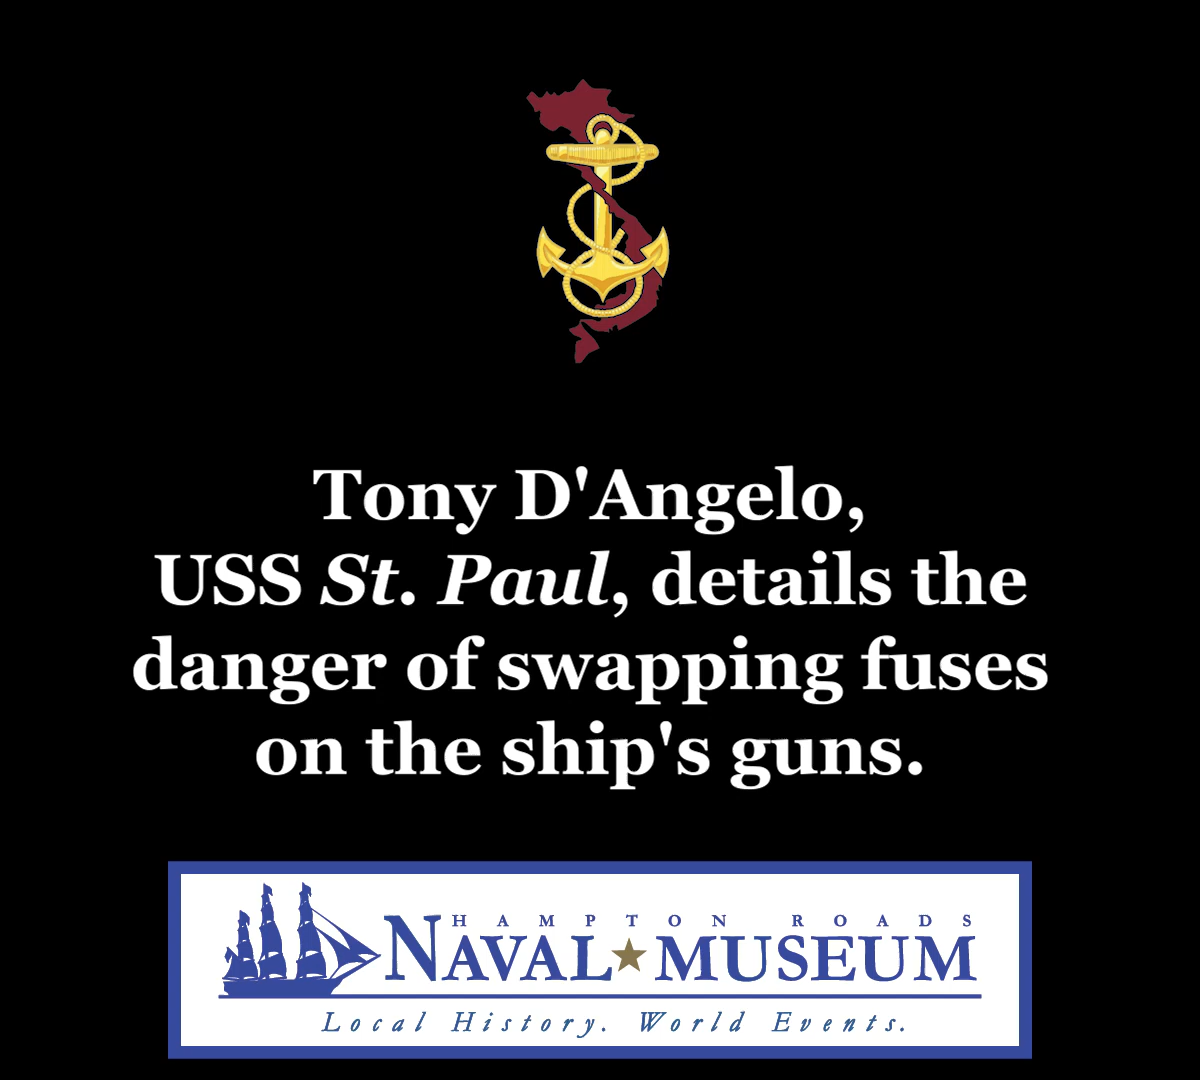 Tony D'Angelo,
USS St. Paul, details the
danger of swapping fuses
on the ship's guns.
HAMPTON ROADS
NAVAL MUSEUM
Local History. World Events.